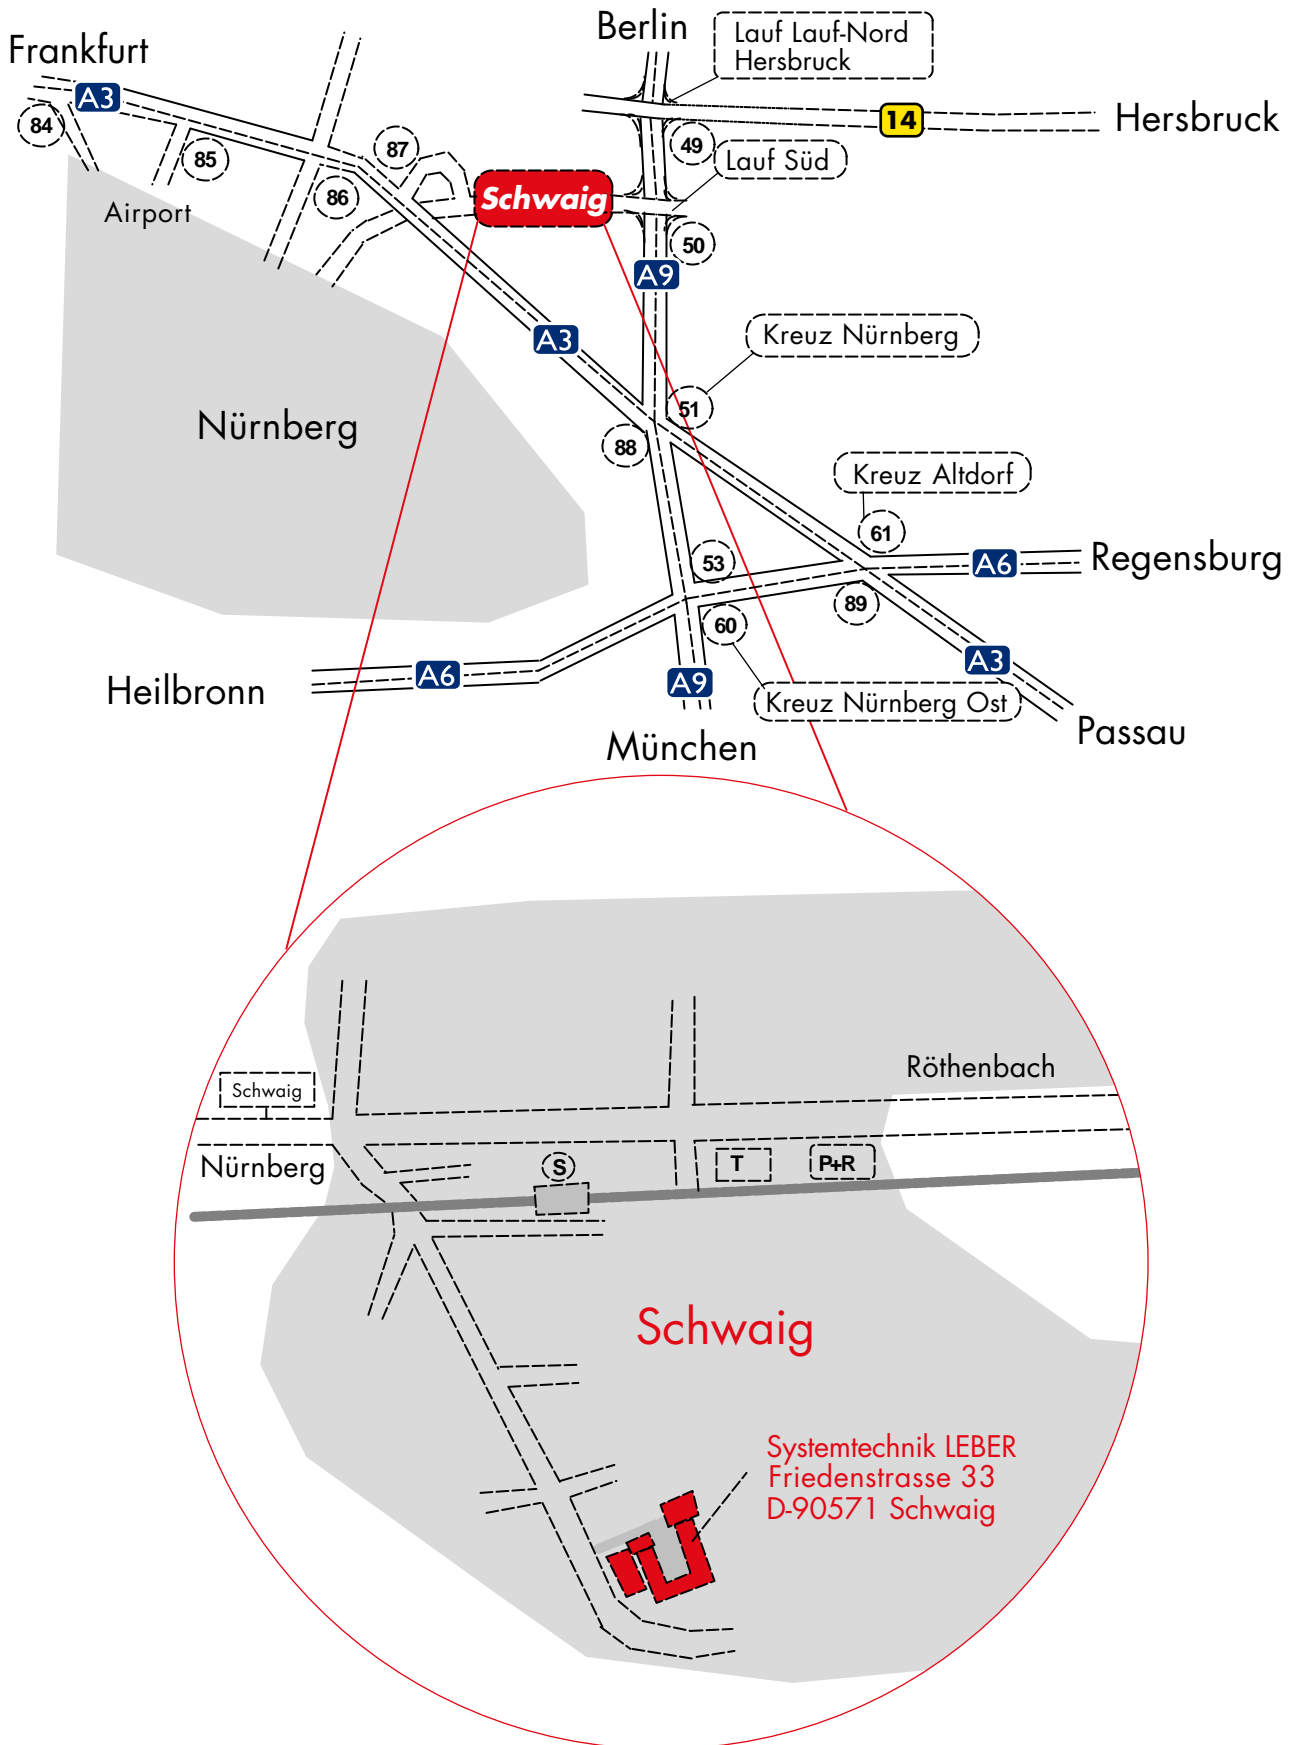 Berlin
Lauf Lauf-Nord
Hersbruck
Frankfurt
A3
84
85
87
86
Airport
14
Hersbruck
49
Lauf Süd
Schwaig
50
A9
A3
Kreuz Nürnberg
51
Nürnberg
88
Kreuz Altdorf
61
53
A6
Regensburg
89
60
A3
A6
A9
Heilbronn
Kreuz Nürnberg Ost
Passau
München
Röthenbach
Schwaig
Nürnberg
S
T
P+R
Schwaig
Systemtechnik LEBER
Friedenstrasse 33
D-90571 Schwaig